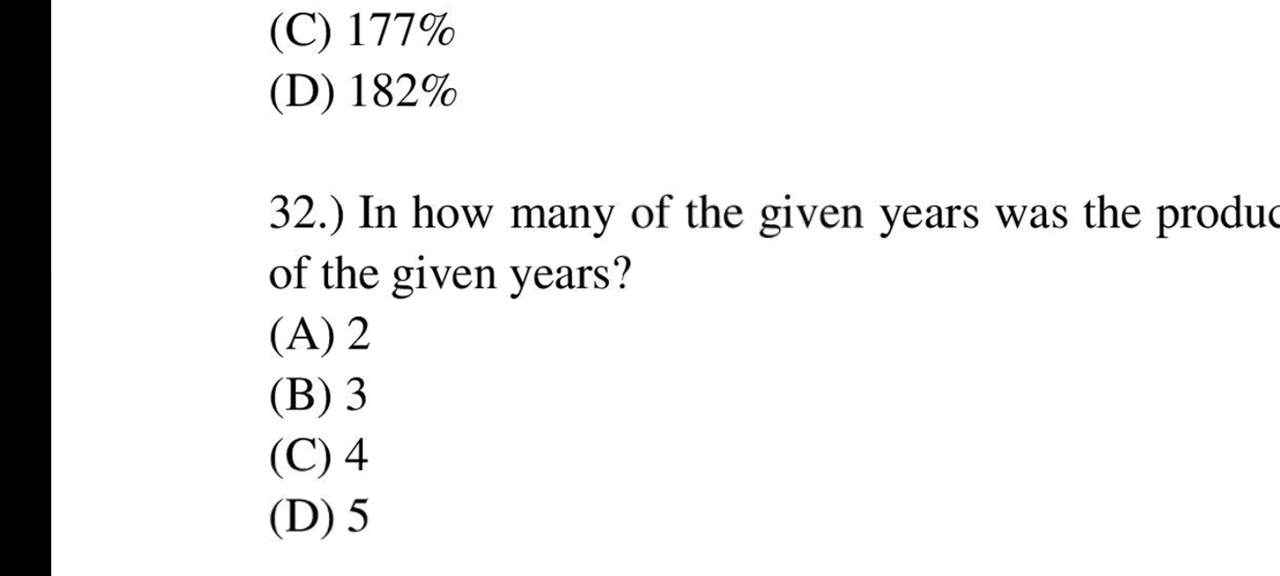 (C) 177%
(D) 182%
32.) In how many of the given years was the
of the given years?
(A) 2
(B) 3
(C) 4
(D) 5